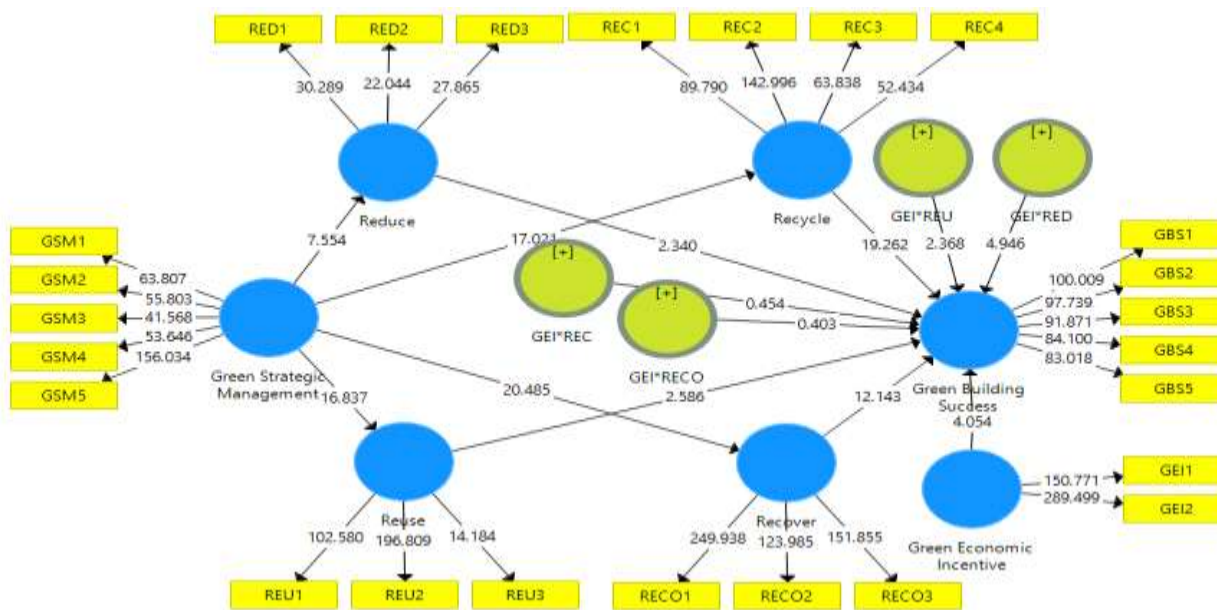 RED1
RED2
RED3
REC1
REC2
REC3
REC4
30.289
22.044
27.865
89.790
142.996
63.838
52.434
[+]
[+]
Reduce
Recycle
GEI*REU
GEI*RED
GSM1
GSM2
GSM3
GSM4
GSM5
63.807
55.803
41.568
53.646
156.034
7.554
17.021
2.340
19.262
2.368
4.946
[+]
GEI*REC
[+]
GEI*RECO
0.454
0.403
100.009
97.739
91.871
84.100
83.018
GBS1
GBS2
GBS3
GBS4
GBS5
Green Strategic
Management
16.837
20.485
2.586
12.143
Green Building
Success
4.054
Reuse
Recover
150.771
289.499
GEI1
GEI2
Green Economic
Incentive
102.580
196.809
14.184
249.938
123.985
151.855
REU1
REU2
REU3
RECO1
RECO2
RECO3